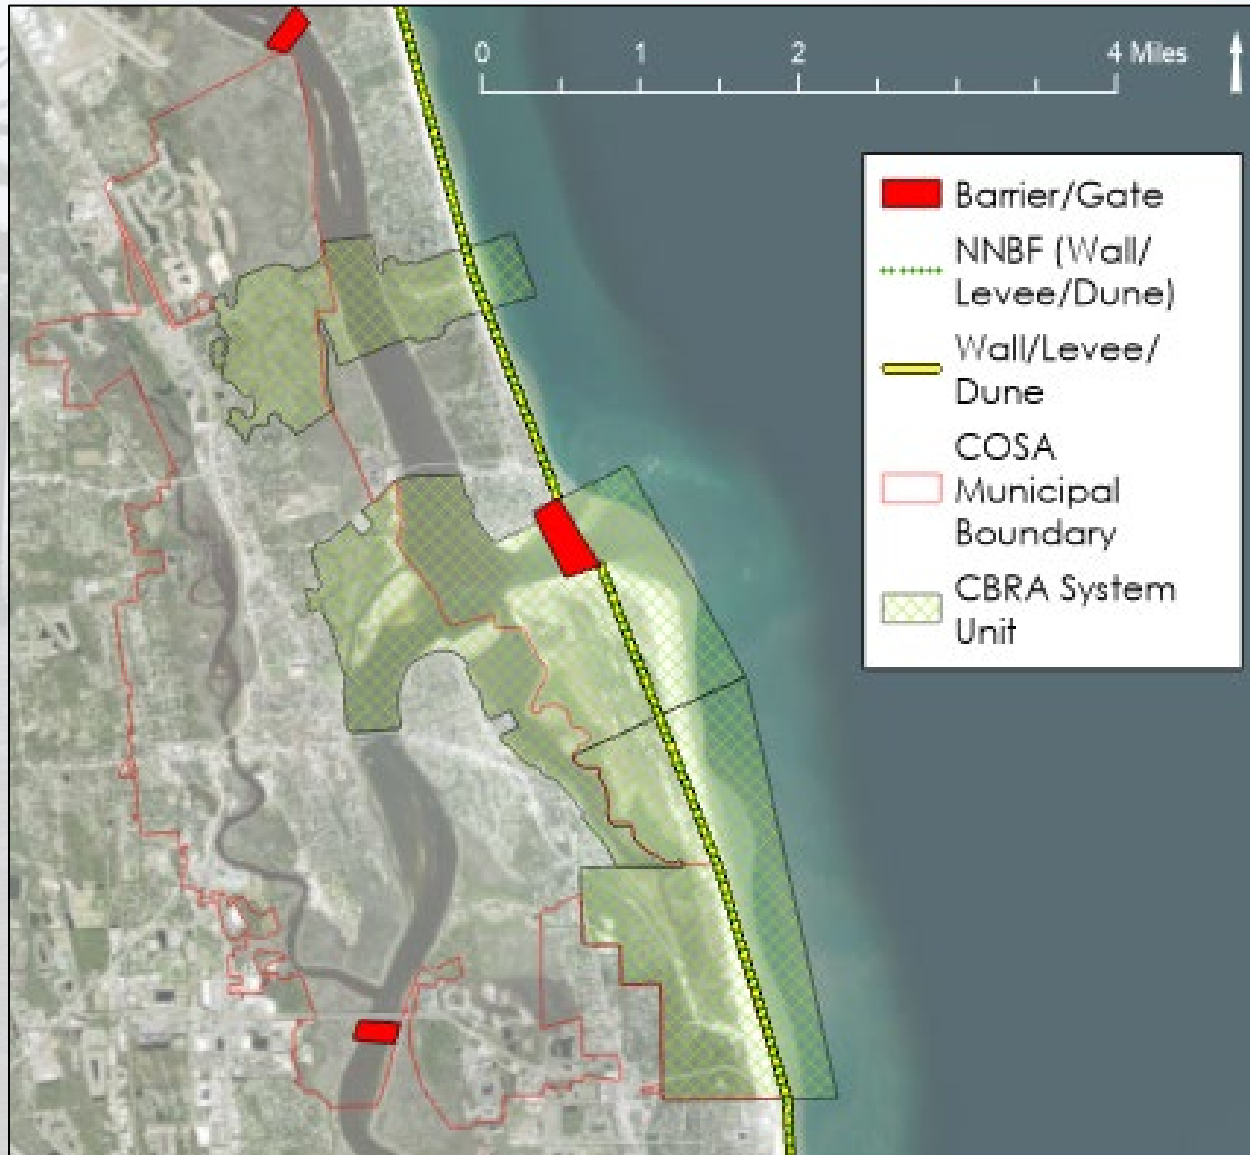 0 1 2 4 Miles
Barrier/Gate
NNBF (Wall/
Levee/Dune)
Wall/Levee/
Dune
COSA
Municipal
Boundary
CBRA System
Unit